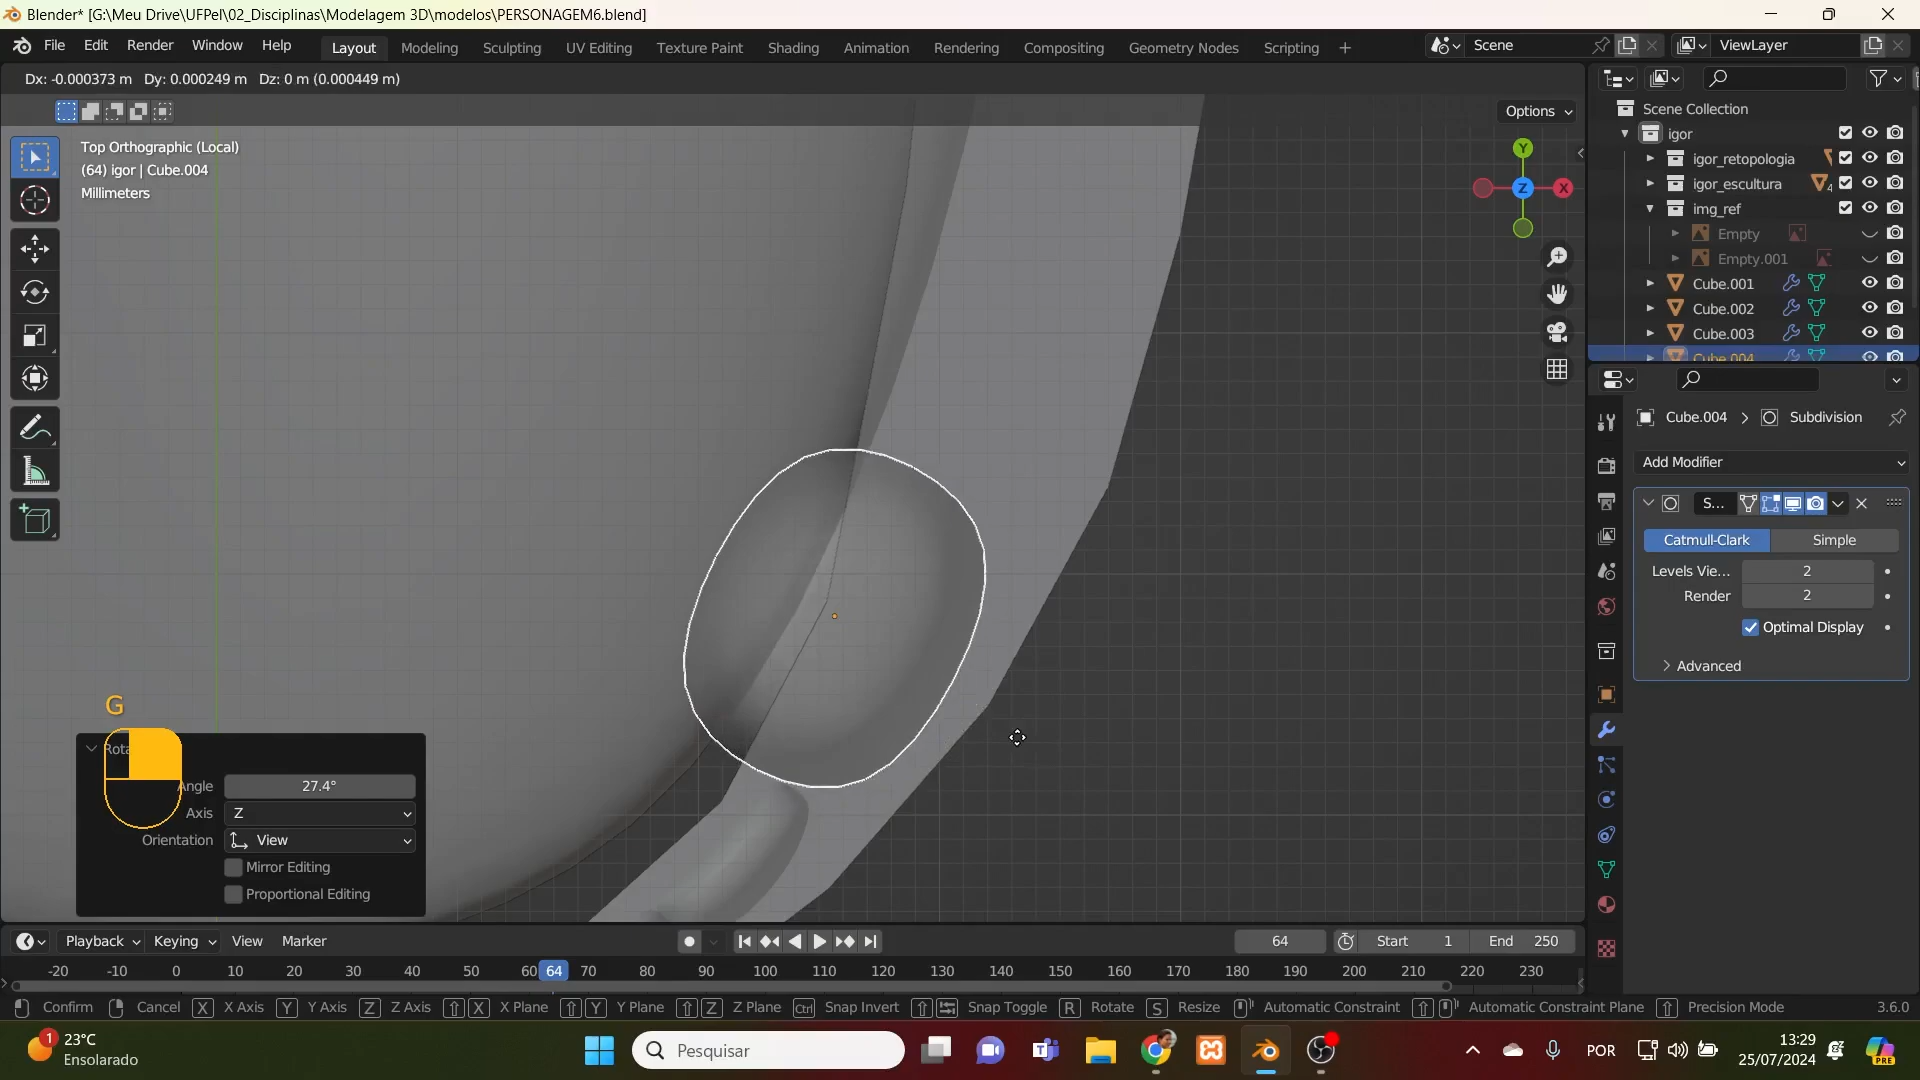 Blender* [G:\Meu Drive\UFPel\02_Disciplinas\Modelagem 3D\modelos\PERSONAGEM6.blend]
File Edit Render Window Help Layout Modeling Sculpting UV Editing Texture Paint Shading Animation Rendering Compositing Geometry Nodes Scripting + Scene ViewLayer
Dx: -0.000373 m Dy: 0.000249 m Dz: 0 m (0.000449 m)
Options
Top Orthographic (Local)
(64) igor | Cube.004
Millimeters
Y
Z
X
Scene Collection
igor
igor_retopologia
igor_escultura 4
img_ref
Empty
Empty.001
Cube.001
Cube.002
Cube.003
Cube.004
Cube.004 > Subdivision
Add Modifier
S...
Catmull-Clark Simple
Levels Vie... 2
Render 2
Optimal Display
Advanced
G
Rota
Angle 27.4°
Axis Z
Orientation View
Mirror Editing
Proportional Editing
Playback Keying View Marker 64 Start 1 End 250
-20 -10 0 10 20 30 40 50 60 64 70 80 90 100 110 120 130 140 150 160 170 180 190 200 210 220 230
Confirm Cancel X X Axis Y Y Axis Z Z Axis X X Plane Y Y Plane Z Z Plane Ctrl Snap Invert Snap Toggle R Rotate S Resize Automatic Constraint Automatic Constraint Plane Precision Mode 3.6.0
1
23°C
Ensolarado
Pesquisar
POR
13:29
25/07/2024
PRE